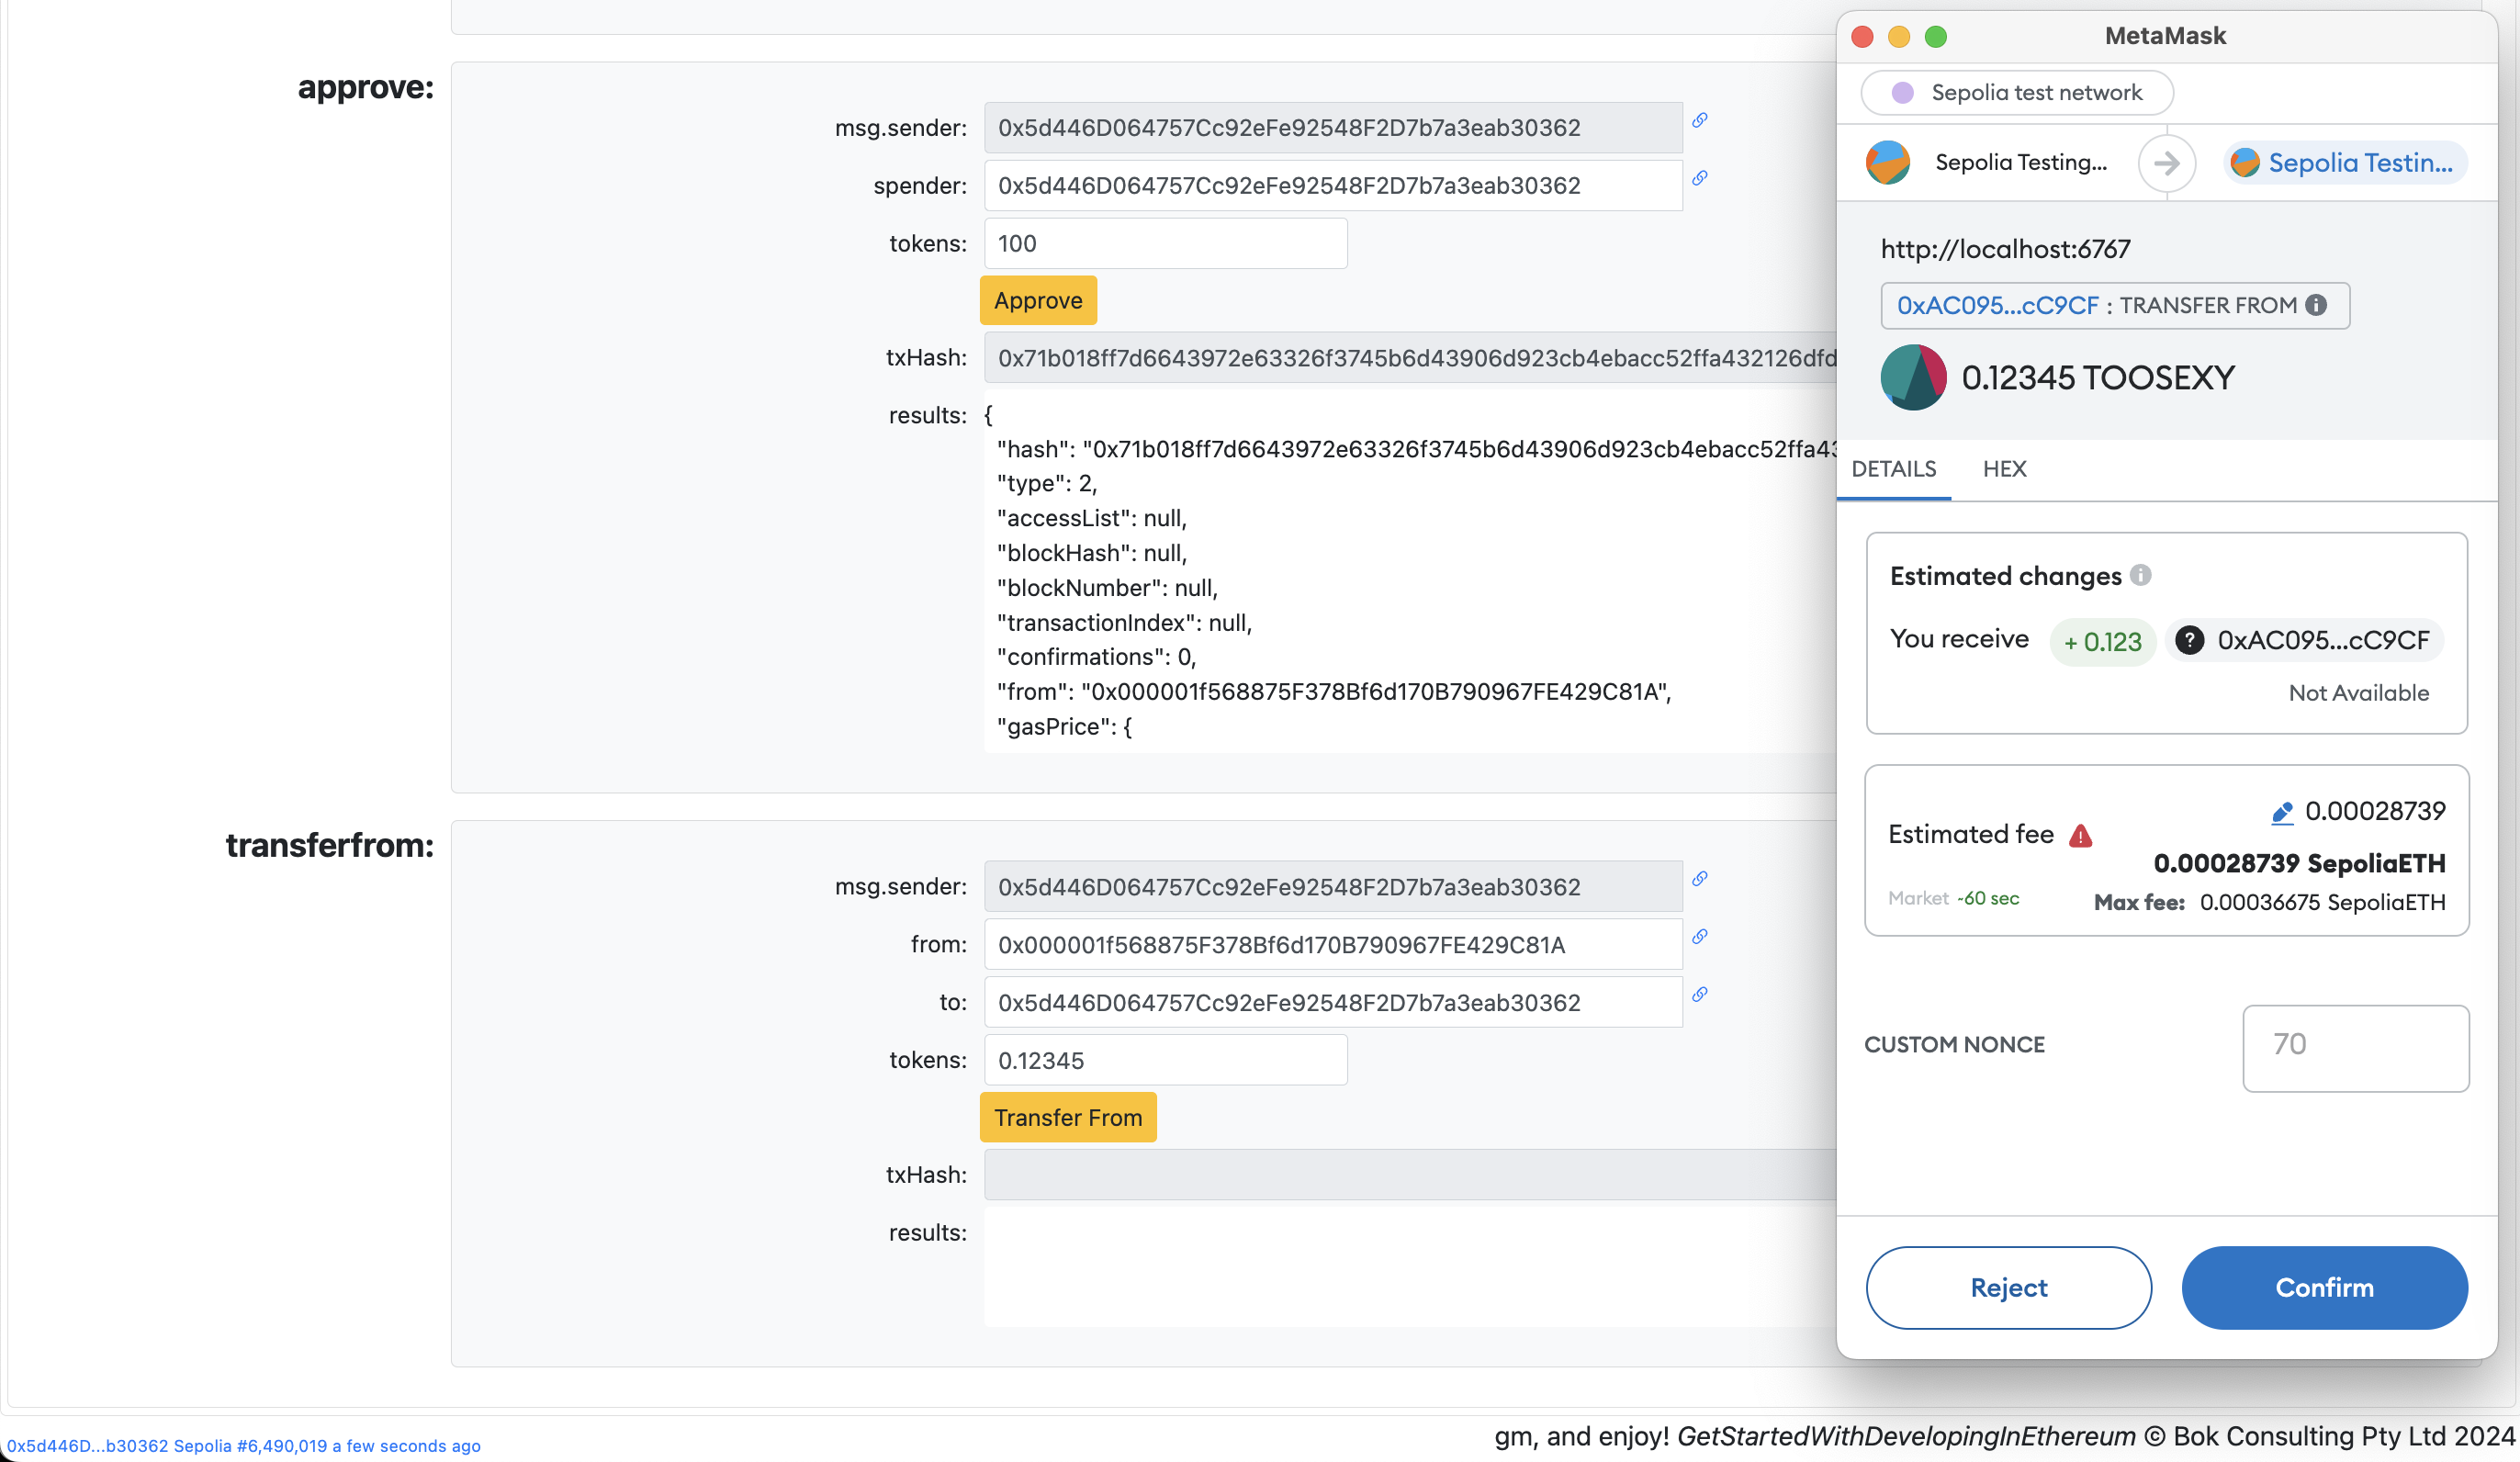 approve:
msg.sender: 0x5d446D064757Cc92eFe92548F2D7b7a3eab30362
spender: 0x5d446D064757Cc92eFe92548F2D7b7a3eab30362
tokens: 100
Approve
txHash: 0x71b018ff7d6643972e63326f3745b6d43906d923cb4ebacc52ffa432126dfd
results: {
"hash": "0x71b018ff7d6643972e63326f3745b6d43906d923cb4ebacc52ffa43
"type": 2,
"accessList": null,
"blockHash": null,
"blockNumber": null,
"transactionIndex": null,
"confirmations": 0,
"from": "0x000001f568875F378Bf6d170B790967FE429C81A",
"gasPrice": {
transferfrom:
msg.sender: 0x5d446D064757Cc92eFe92548F2D7b7a3eab30362
from: 0x000001f568875F378Bf6d170B790967FE429C81A
to: 0x5d446D064757Cc92eFe92548F2D7b7a3eab30362
tokens: 0.12345
Transfer From
txHash:
results:
MetaMask
Sepolia test network
Sepolia Testing... Sepolia Testin...
http://localhost:6767
0xAC095...cC9CF : TRANSFER FROM
0.12345 TOOSEXY
DETAILS HEX
Estimated changes
You receive + 0.123 0xAC095...cC9CF
Not Available
0.00028739
Estimated fee
0.00028739 SepoliaETH
Market ~60 sec Max fee: 0.00036675 SepoliaETH
CUSTOM NONCE 70
Reject Confirm
0x5d446D...b30362 Sepolia #6,490,019 a few seconds ago
gm, and enjoy! GetStartedWithDevelopingInEthereum © Bok Consulting Pty Ltd 2024